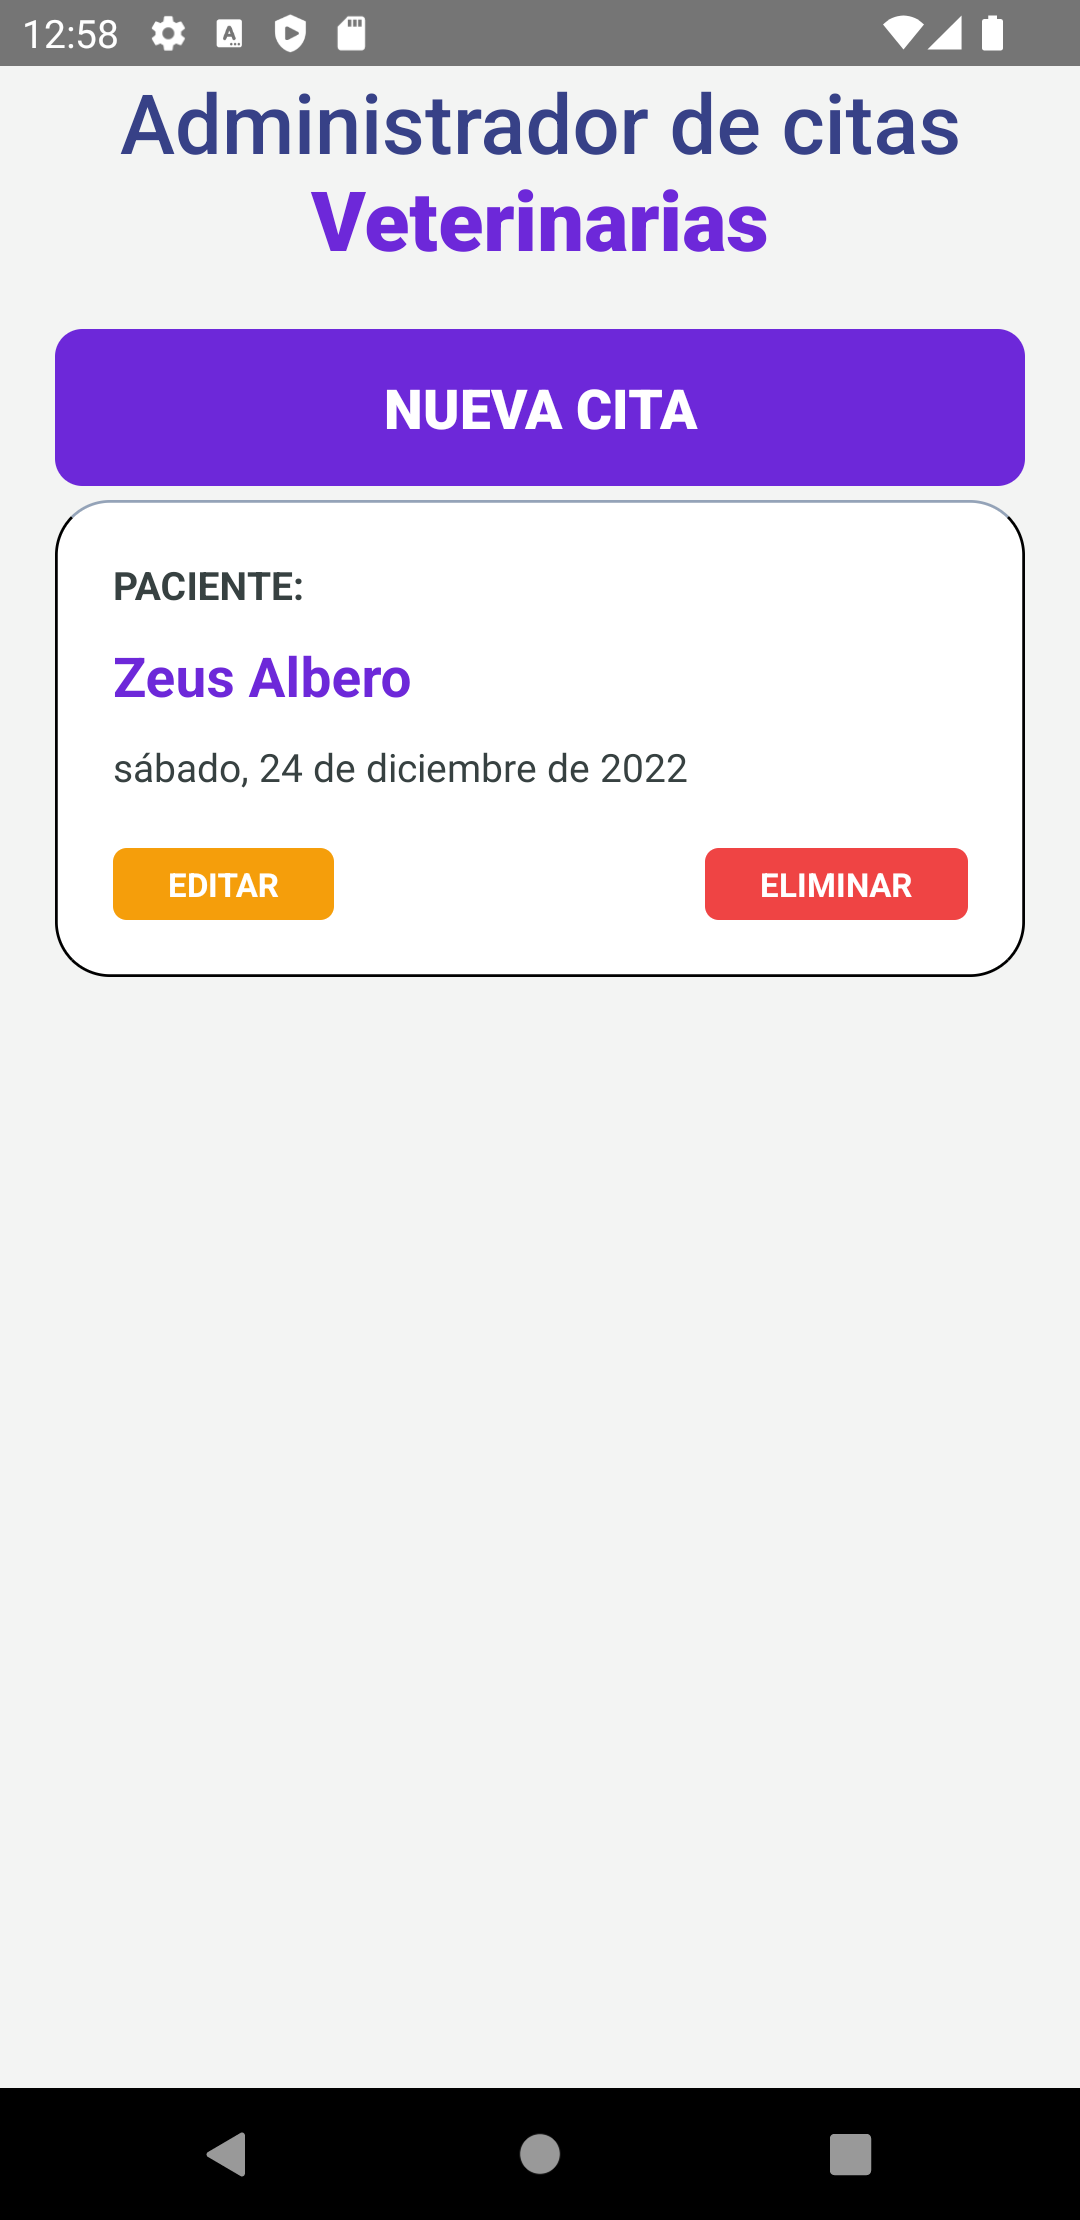 12:58
Administrador de citas
Veterinarias
NUEVA CITA
PACIENTE:
Zeus Albero
sábado, 24 de diciembre de 2022
EDITAR
ELIMINAR